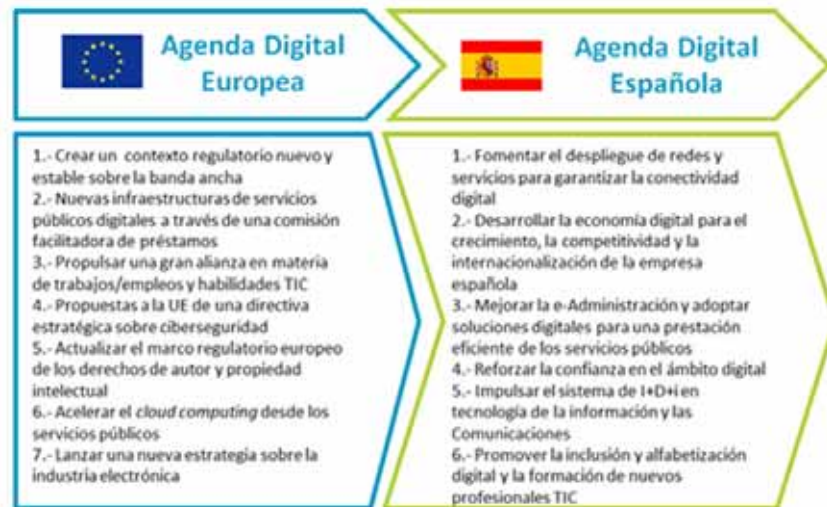 Agenda Digital
Europea
Agenda Digital
Española
1.- Crear un contexto regulatorio nuevo y
estable sobre la banda ancha
2.- Nuevas infraestructuras de servicios
públicos digitales a través de una comisión
facilitadora de préstamos
3.- Propulsar una gran alianza en materia
de trabajos/empleos y habilidades TIC
4.- Propuestas a la UE de una directiva
estratégica sobre ciberseguridad
5.- Actualizar el marco regulatorio europeo
de los derechos de autor y propiedad
intelectual
6.- Acelerar el cloud computing desde los
servicios públicos
7.- Lanzar una nueva estrategia sobre la
industria electrónica
1.- Fomentar el despliegue de redes y
servicios para garantizar la conectividad
digital
2.- Desarrollar la economía digital para el
crecimiento, la competitividad y la
internacionalización de la empresa
española
3.- Mejorar la e-Administración y adoptar
soluciones digitales para una prestación
eficiente de los servicios públicos
4.- Reforzar la confianza en el ámbito digital
5.- Impulsar el sistema de I+D+i en
tecnología de la información y las
Comunicaciones
6.- Promover la inclusión y alfabetización
digital y la formación de nuevos
profesionales TIC